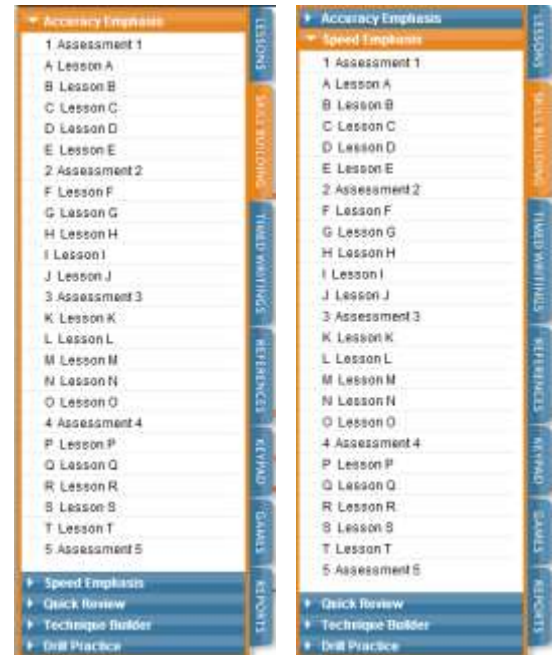 Accuracy Emphasis
1 Assessment 1
A Lesson A
B Lesson B
C Lesson C
D Lesson D
E Lesson E
2 Assessment 2
F Lesson F
G Lesson G
H Lesson H
I Lesson I
J Lesson J
3 Assessment 3
K Lesson K
L Lesson L
M Lesson M
N Lesson N
O Lesson O
4 Assessment 4
P Lesson P
Q Lesson Q
R Lesson R
S Lesson S
T Lesson T
5 Assessment 5
Speed Emphasis
Quick Review
Technique Builder
Drill Practice
LESSONS
SKILL BUILDING
TIMED WRITINGS
REFERENCES
KEYPAD
GAMES
REPORTS
Accuracy Emphasis
Speed Emphasis
1 Assessment 1
A Lesson A
B Lesson B
C Lesson C
D Lesson D
E Lesson E
2 Assessment 2
F Lesson F
G Lesson G
H Lesson H
I Lesson I
J Lesson J
3 Assessment 3
K Lesson K
L Lesson L
M Lesson M
N Lesson N
O Lesson O
4 Assessment 4
P Lesson P
Q Lesson Q
R Lesson R
S Lesson S
T Lesson T
5 Assessment 5
Quick Review
Technique Builder
Drill Practice
LESSONS
SKILL BUILDING
TIMED WRITINGS
REFERENCES
KEYPAD
GAMES
REPORTS